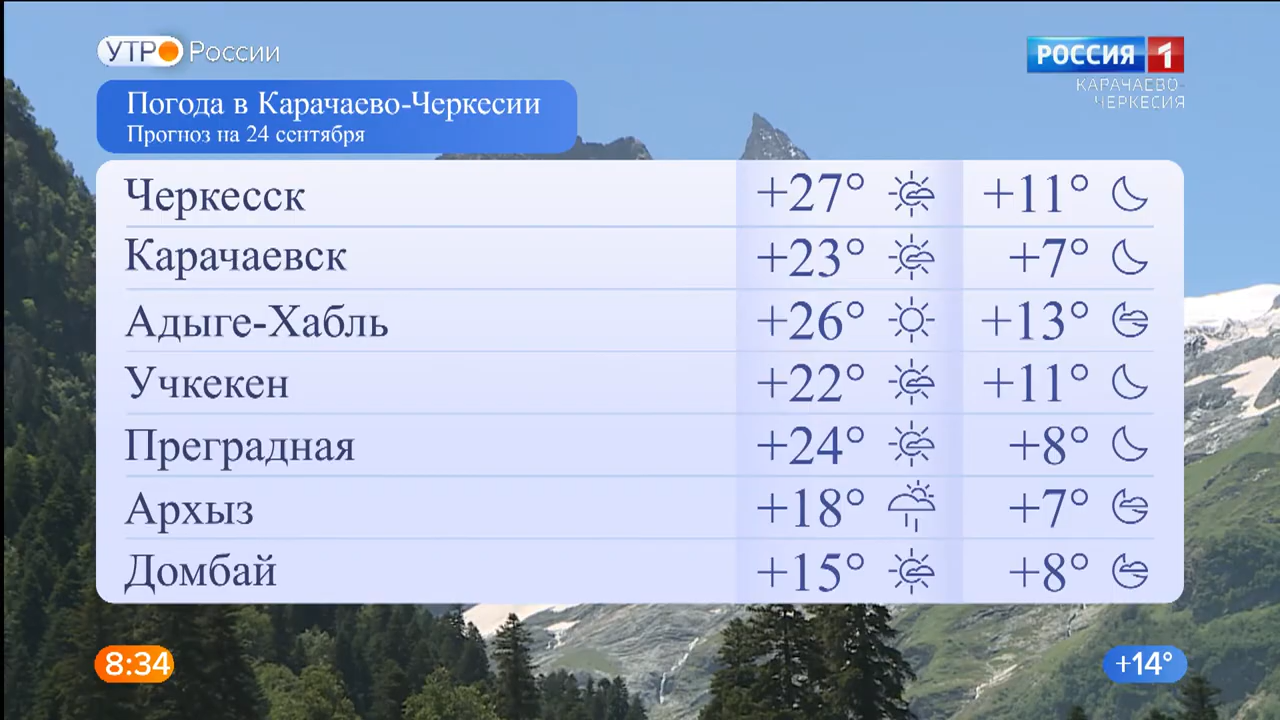 УТРО России
РОССИЯ 1
КАРАЧАЕВО-
ЧЕРКЕСИЯ
Погода в Карачаево-Черкесии
Прогноз на 24 сентября
Черкесск +27° +11°
Карачаевск +23° +7°
Адыге-Хабль +26° +13°
Учкекен +22° +11°
Преградная +24° +8°
Архыз +18° +7°
Домбай +15° +8°
8:34 +14°